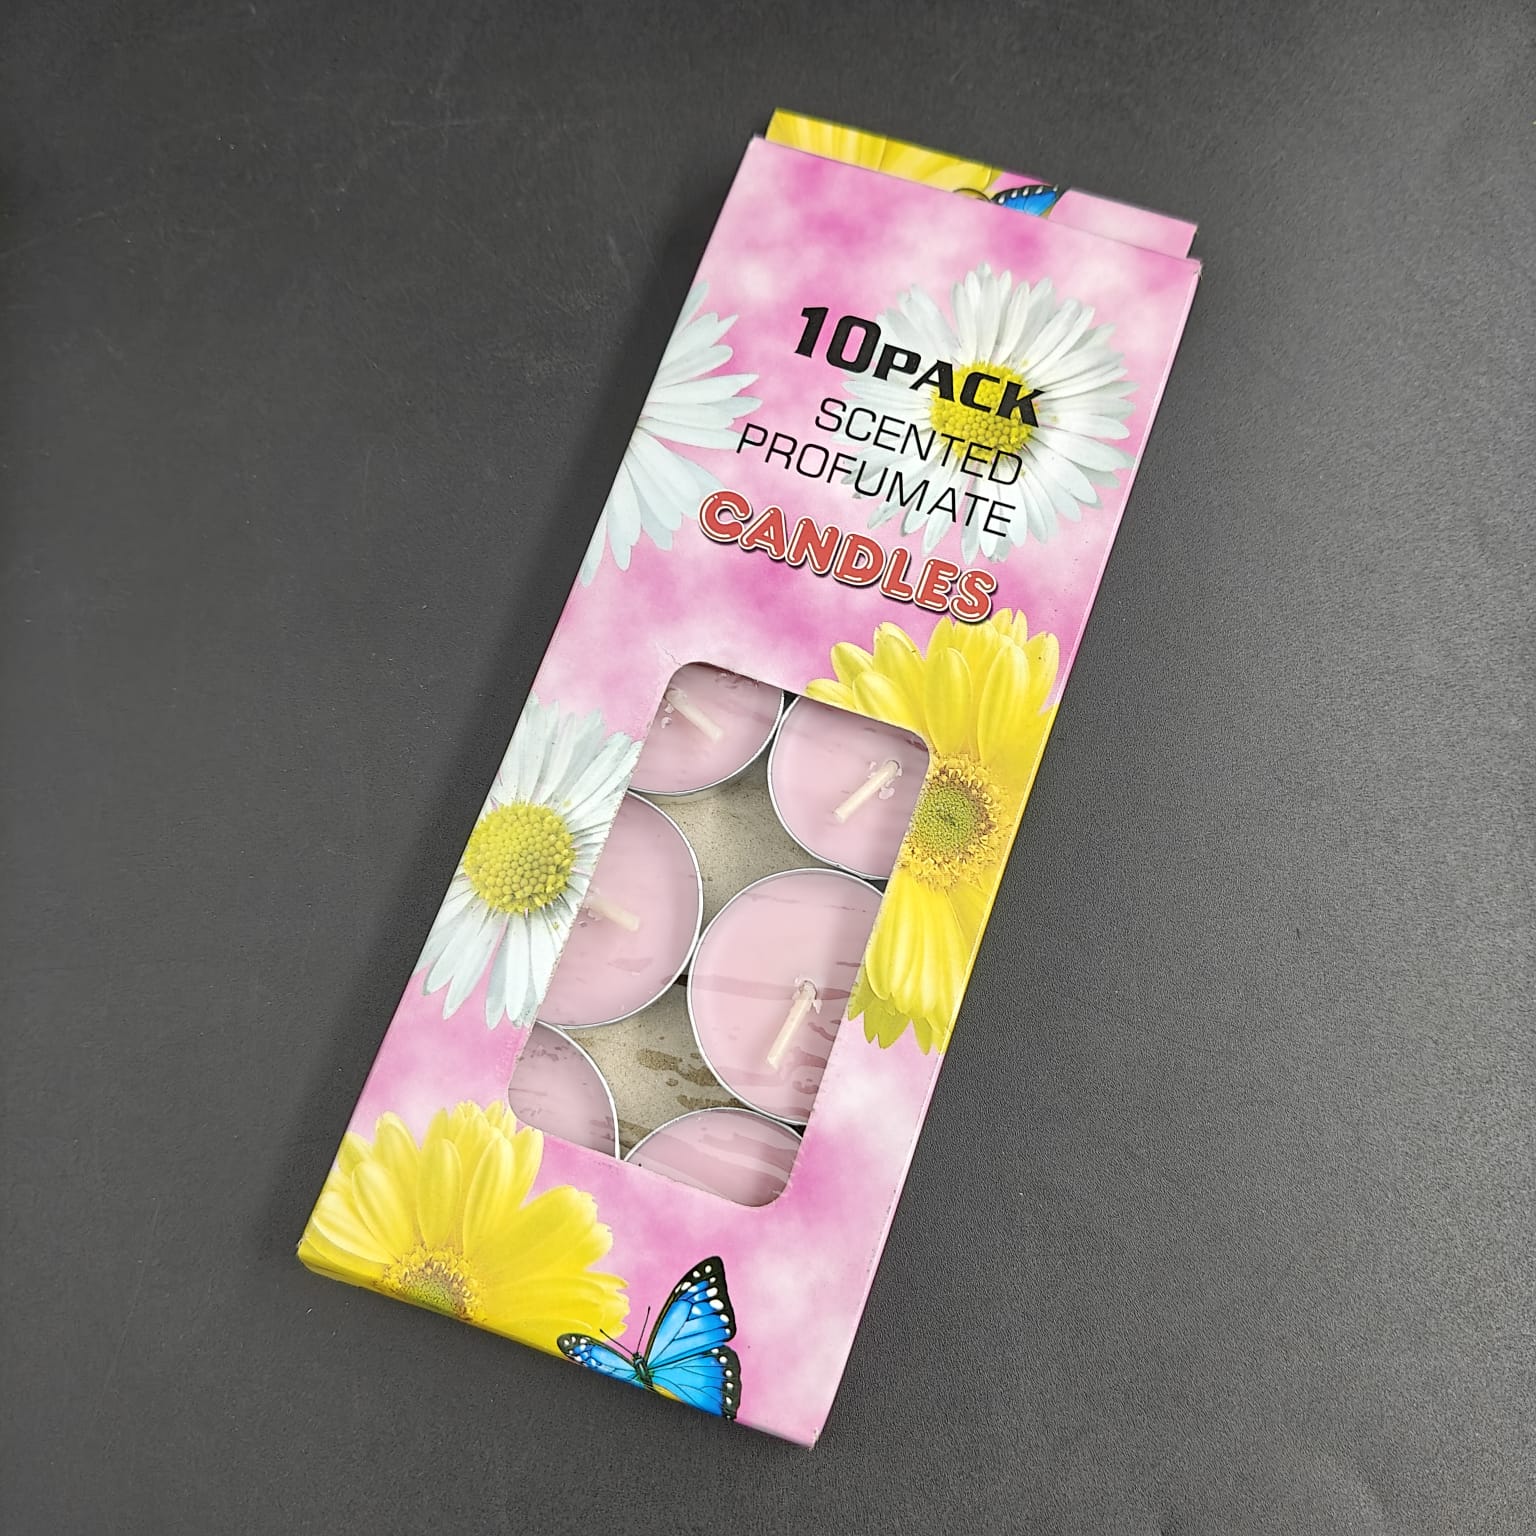 10PACK
SCENTED
PROFUMATE
CANDLES